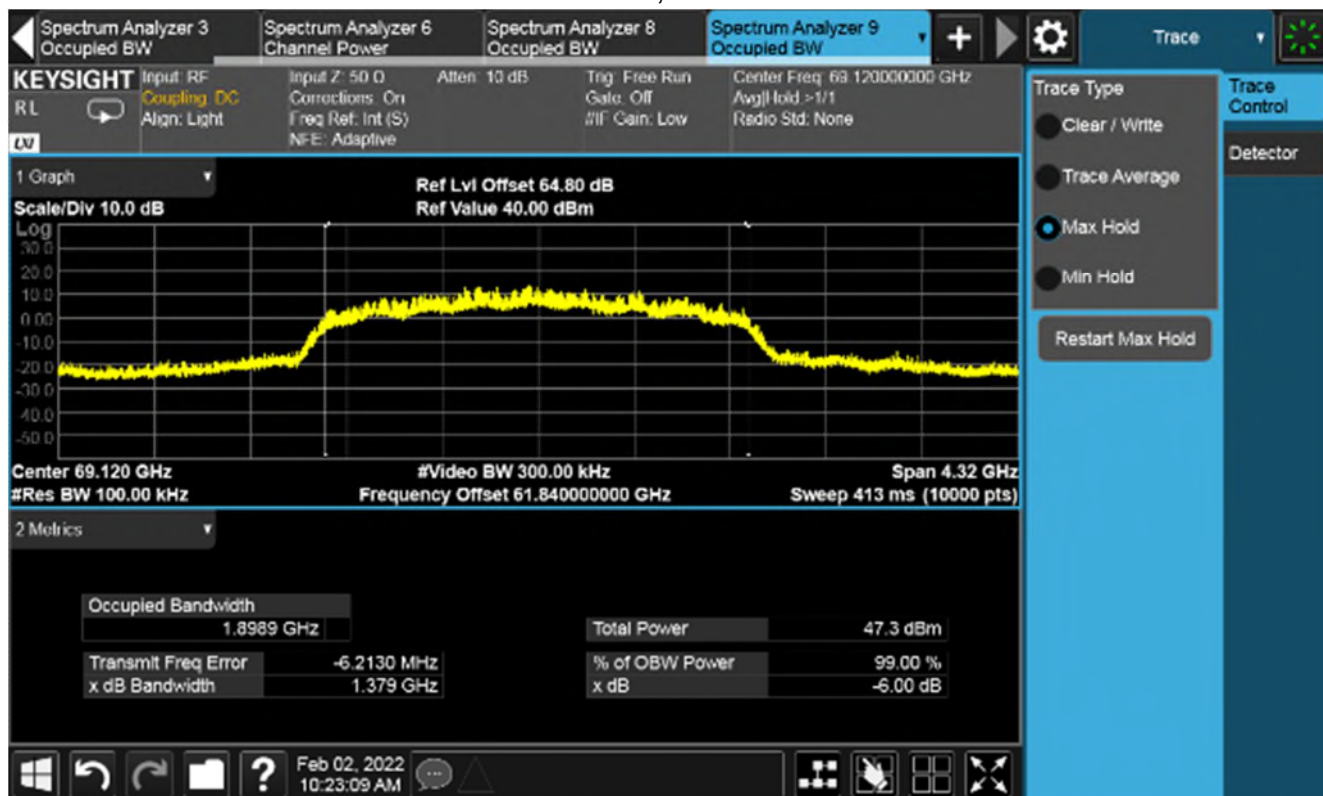 Spectrum Analyzer 3
Occupied BW
Spectrum Analyzer 6
Channel Power
Spectrum Analyzer 8
Occupied BW
Spectrum Analyzer 9
Occupied BW
Trace
KEYSIGHT
RL
LXI
Input: RF
Coupling: DC
Align: Light
Input Z: 50 Ω
Corrections: On
Freq Ref: Int (S)
NFE: Adaptive
Atten: 10 dB
Trig: Free Run
Gate: Off
#IF Gain: Low
Center Freq: 69.120000000 GHz
Avg|Hold:>1/1
Radio Std: None
Trace Type
Clear / Write
Trace Average
Max Hold
Min Hold
Restart Max Hold
Trace
Control
Detector
1 Graph
Scale/Div 10.0 dB
Ref Lvl Offset 64.80 dB
Ref Value 40.00 dBm
Log
30.0
20.0
10.0
0.00
-10.0
-20.0
-30.0
-40.0
-50.0
Center 69.120 GHz
#Video BW 300.00 kHz
Span 4.32 GHz
#Res BW 100.00 kHz
Frequency Offset 61.840000000 GHz
Sweep 413 ms (10000 pts)
2 Metrics
Occupied Bandwidth
1.8989 GHz
Total Power 47.3 dBm
Transmit Freq Error -6.2130 MHz
% of OBW Power 99.00 %
x dB Bandwidth 1.379 GHz
x dB -6.00 dB
?
Feb 02, 2022
10:23:09 AM